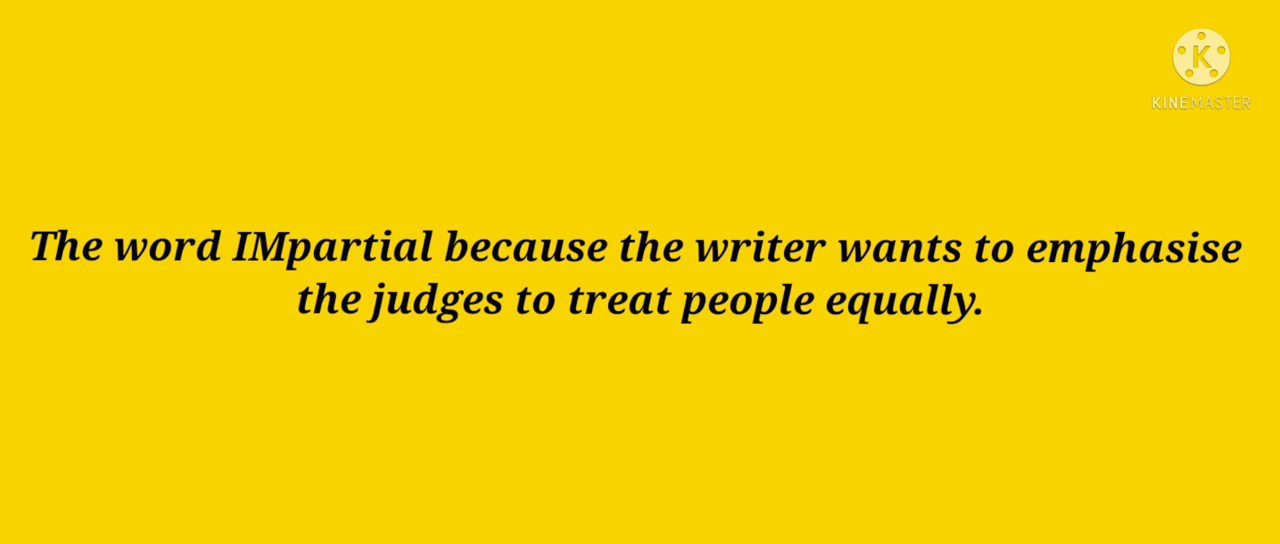 K
KINEMASTER
The word IMpartial because the writer wants to emphasise
the judges to treat people equally.